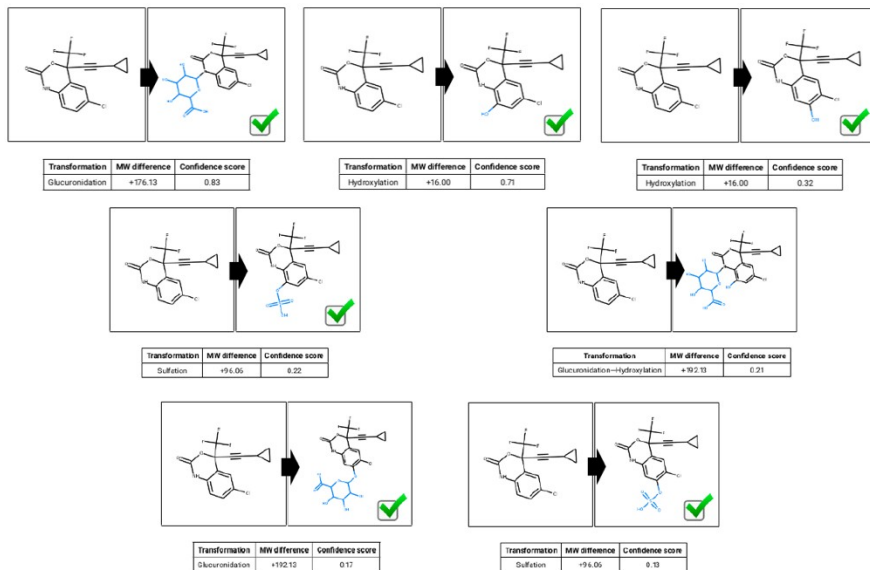 Transformation MW difference Confidence score
Glucuronidation +176.13 0.83
Transformation MW difference Confidence score
Hydroxylation +16.00 0.71
Transformation MW difference Confidence score
Hydroxylation +16.00 0.32
Transformation MW difference Confidence score
Sulfation +96.06 0.22
Transformation MW difference Confidence score
Glucuronidation—Hydroxylation +192.13 0.21
Transformation MW difference Confidence score
Glucuronidation +192.13 0.17
Transformation MW difference Confidence score
Sulfation +96.06 0.13